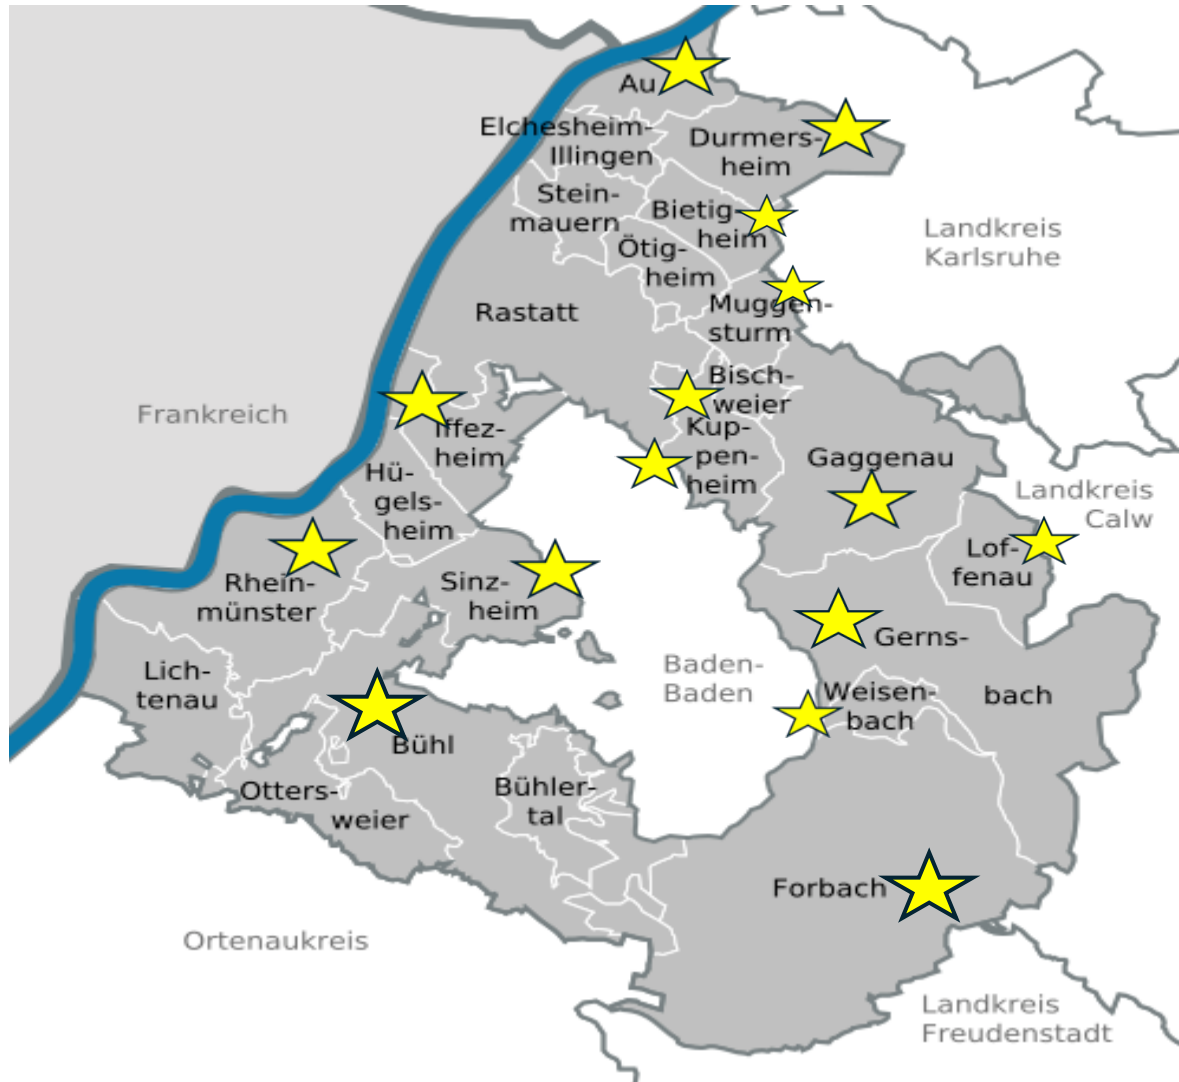 Au
Elchesheim-
Illingen
Durmers-
heim
Stein-
mauern
Bietig-
heim
Ötig-
heim
Landkreis
Karlsruhe
Rastatt
Muggen-
sturm
Bisch-
weier
Frankreich
Iffez-
heim
Kup-
pen-
heim
Gaggenau
Hü-
gels-
heim
Landkreis
Calw
Lof-
fenau
Rhein-
münster
Sinz-
heim
Gerns-
bach
Baden-
Baden
Weisen-
bach
Lich-
tenau
Bühl
Otters-
weier
Bühler-
tal
Forbach
Ortenaukreis
Landkreis
Freudenstadt